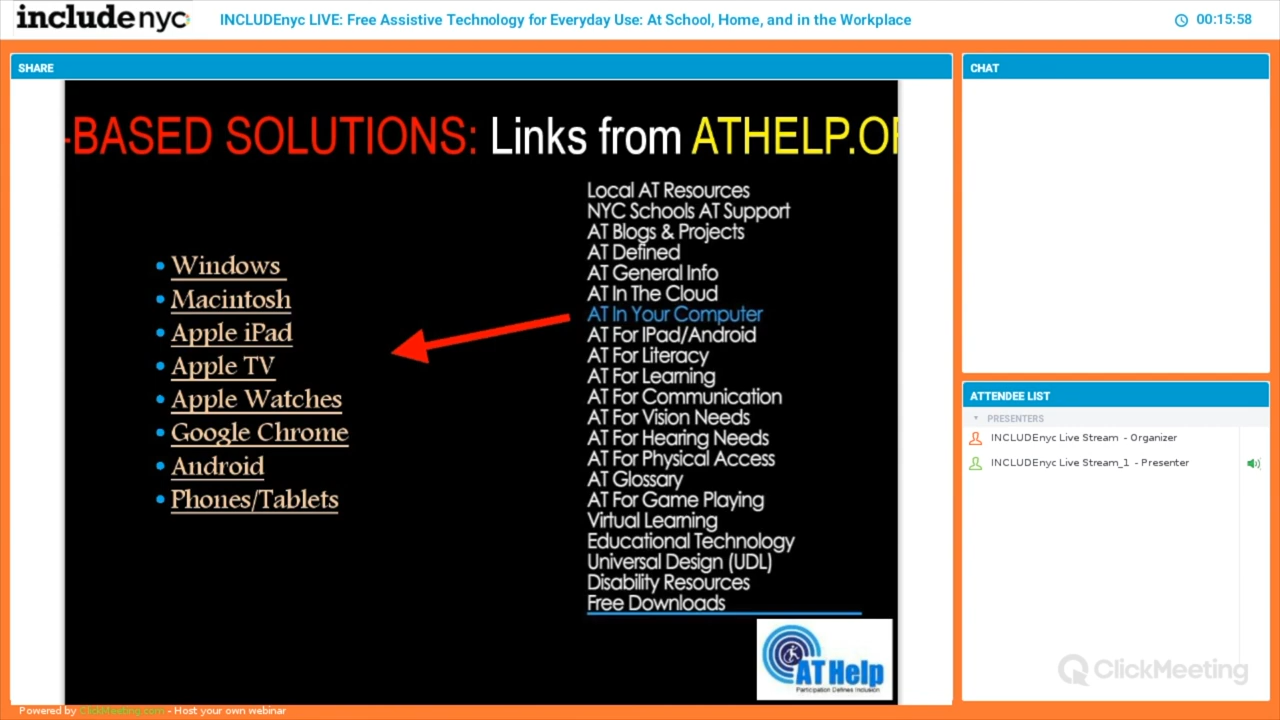 includenyc
INCLUDEnyc LIVE: Free Assistive Technology for Everyday Use: At School, Home, and in the Workplace
00:15:58
SHARE
-BASED SOLUTIONS: Links from ATHELP.OR
Windows
Macintosh
Apple iPad
Apple TV
Apple Watches
Google Chrome
Android
Phones/Tablets
Local AT Resources
NYC Schools AT Support
AT Blogs & Projects
AT Defined
AT General Info
AT In The Cloud
AT In Your Computer
AT For IPad/Android
AT For Literacy
AT For Learning
AT For Communication
AT For Vision Needs
AT For Hearing Needs
AT For Physical Access
AT Glossary
AT For Game Playing
Virtual Learning
Educational Technology
Universal Design (UDL)
Disability Resources
Free Downloads
AT Help
Participation Defines Inclusion
CHAT
ATTENDEE LIST
PRESENTERS
INCLUDEnyc Live Stream - Organizer
INCLUDEnyc Live Stream_1 - Presenter
ClickMeeting
Powered by ClickMeeting.com - Host your own webinar